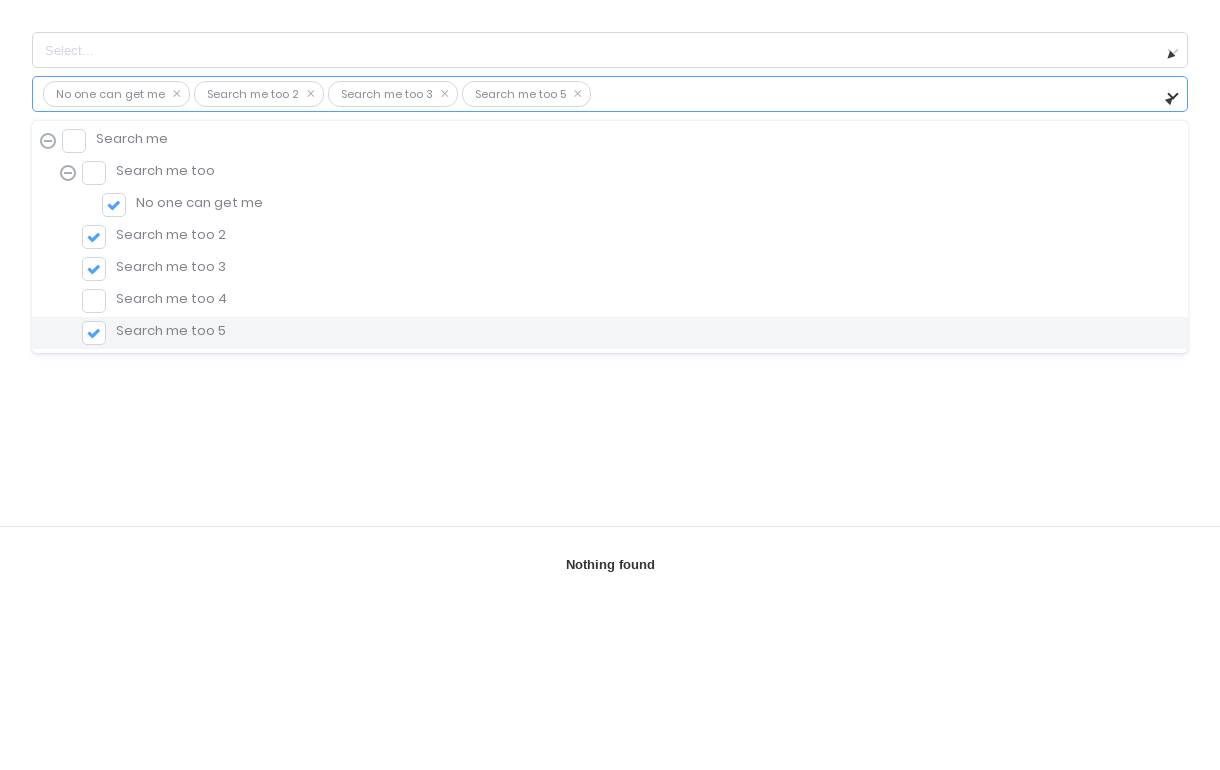 Select...
No one can get me × Search me too 2 × Search me too 3 × Search me too 5 ×
Search me
Search me too
No one can get me
Search me too 2
Search me too 3
Search me too 4
Search me too 5
Nothing found